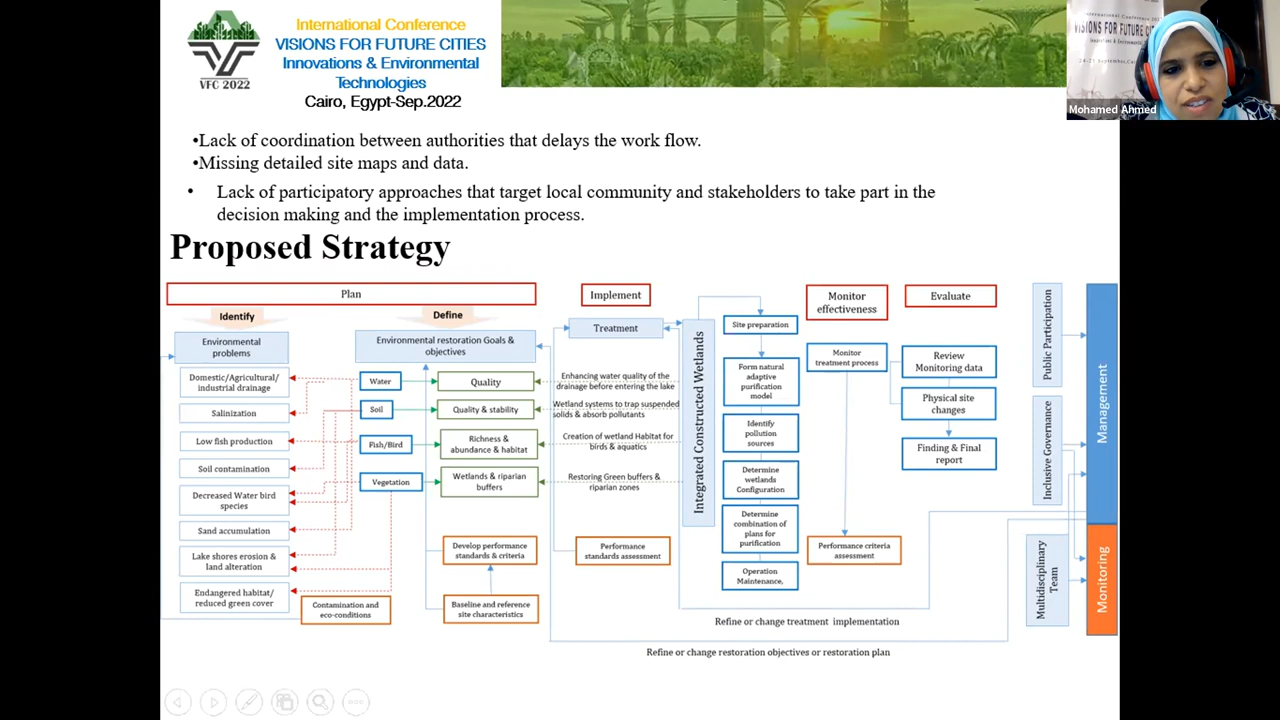 International Conference
VISIONS FOR FUTURE CITIES
Innovations & Environmental
Technologies
Cairo, Egypt-Sep.2022
VFC 2022
International Conference 2022
VISIONS FOR FUTURE CITIES
Mohamed Ahmed
•Lack of coordination between authorities that delays the work flow.
•Missing detailed site maps and data.
• Lack of participatory approaches that target local community and stakeholders to take part in the
decision making and the implementation process.
Proposed Strategy
Plan
Identify
Define
Environmental
problems
Domestic/Agricultural/
industrial drainage
Salinization
Low fish production
Soil contamination
Decreased Water bird
species
Sand accumulation
Lake shores erosion &
land alteration
Endangered habitat/
reduced green cover
Contamination and
eco-conditions
Environmental restoration Goals &
objectives
Water
Quality
Soil
Quality & stability
Fish/Bird
Richness &
abundance & habitat
Vegetation
Wetlands & riparian
buffers
Develop performance
standards & criteria
Baseline and reference
site characteristics
Implement
Treatment
Enhancing water quality of the
drainage before entering the lake
Wetland systems to trap suspended
solids & absorb pollutants
Creation of wetland Habitat for
birds & aquatics
Restoring Green buffers &
riparian zones
Performance
standards assessment
Integrated Constructed Wetlands
Site preparation
Form natural
adaptive
purification
model
Identify
pollution
sources
Determine
wetlands
Configuration
Determine
combination of
plans for
purification
Operation
Maintenance,
Monitor
effectiveness
Monitor
treatment process
Performance criteria
assessment
Evaluate
Review
Monitoring data
Physical site
changes
Finding & Final
report
Public Participation
Inclusive Governance
Multidisciplinary
Team
Management
Monitoring
Refine or change treatment implementation
Refine or change restoration objectives or restoration plan